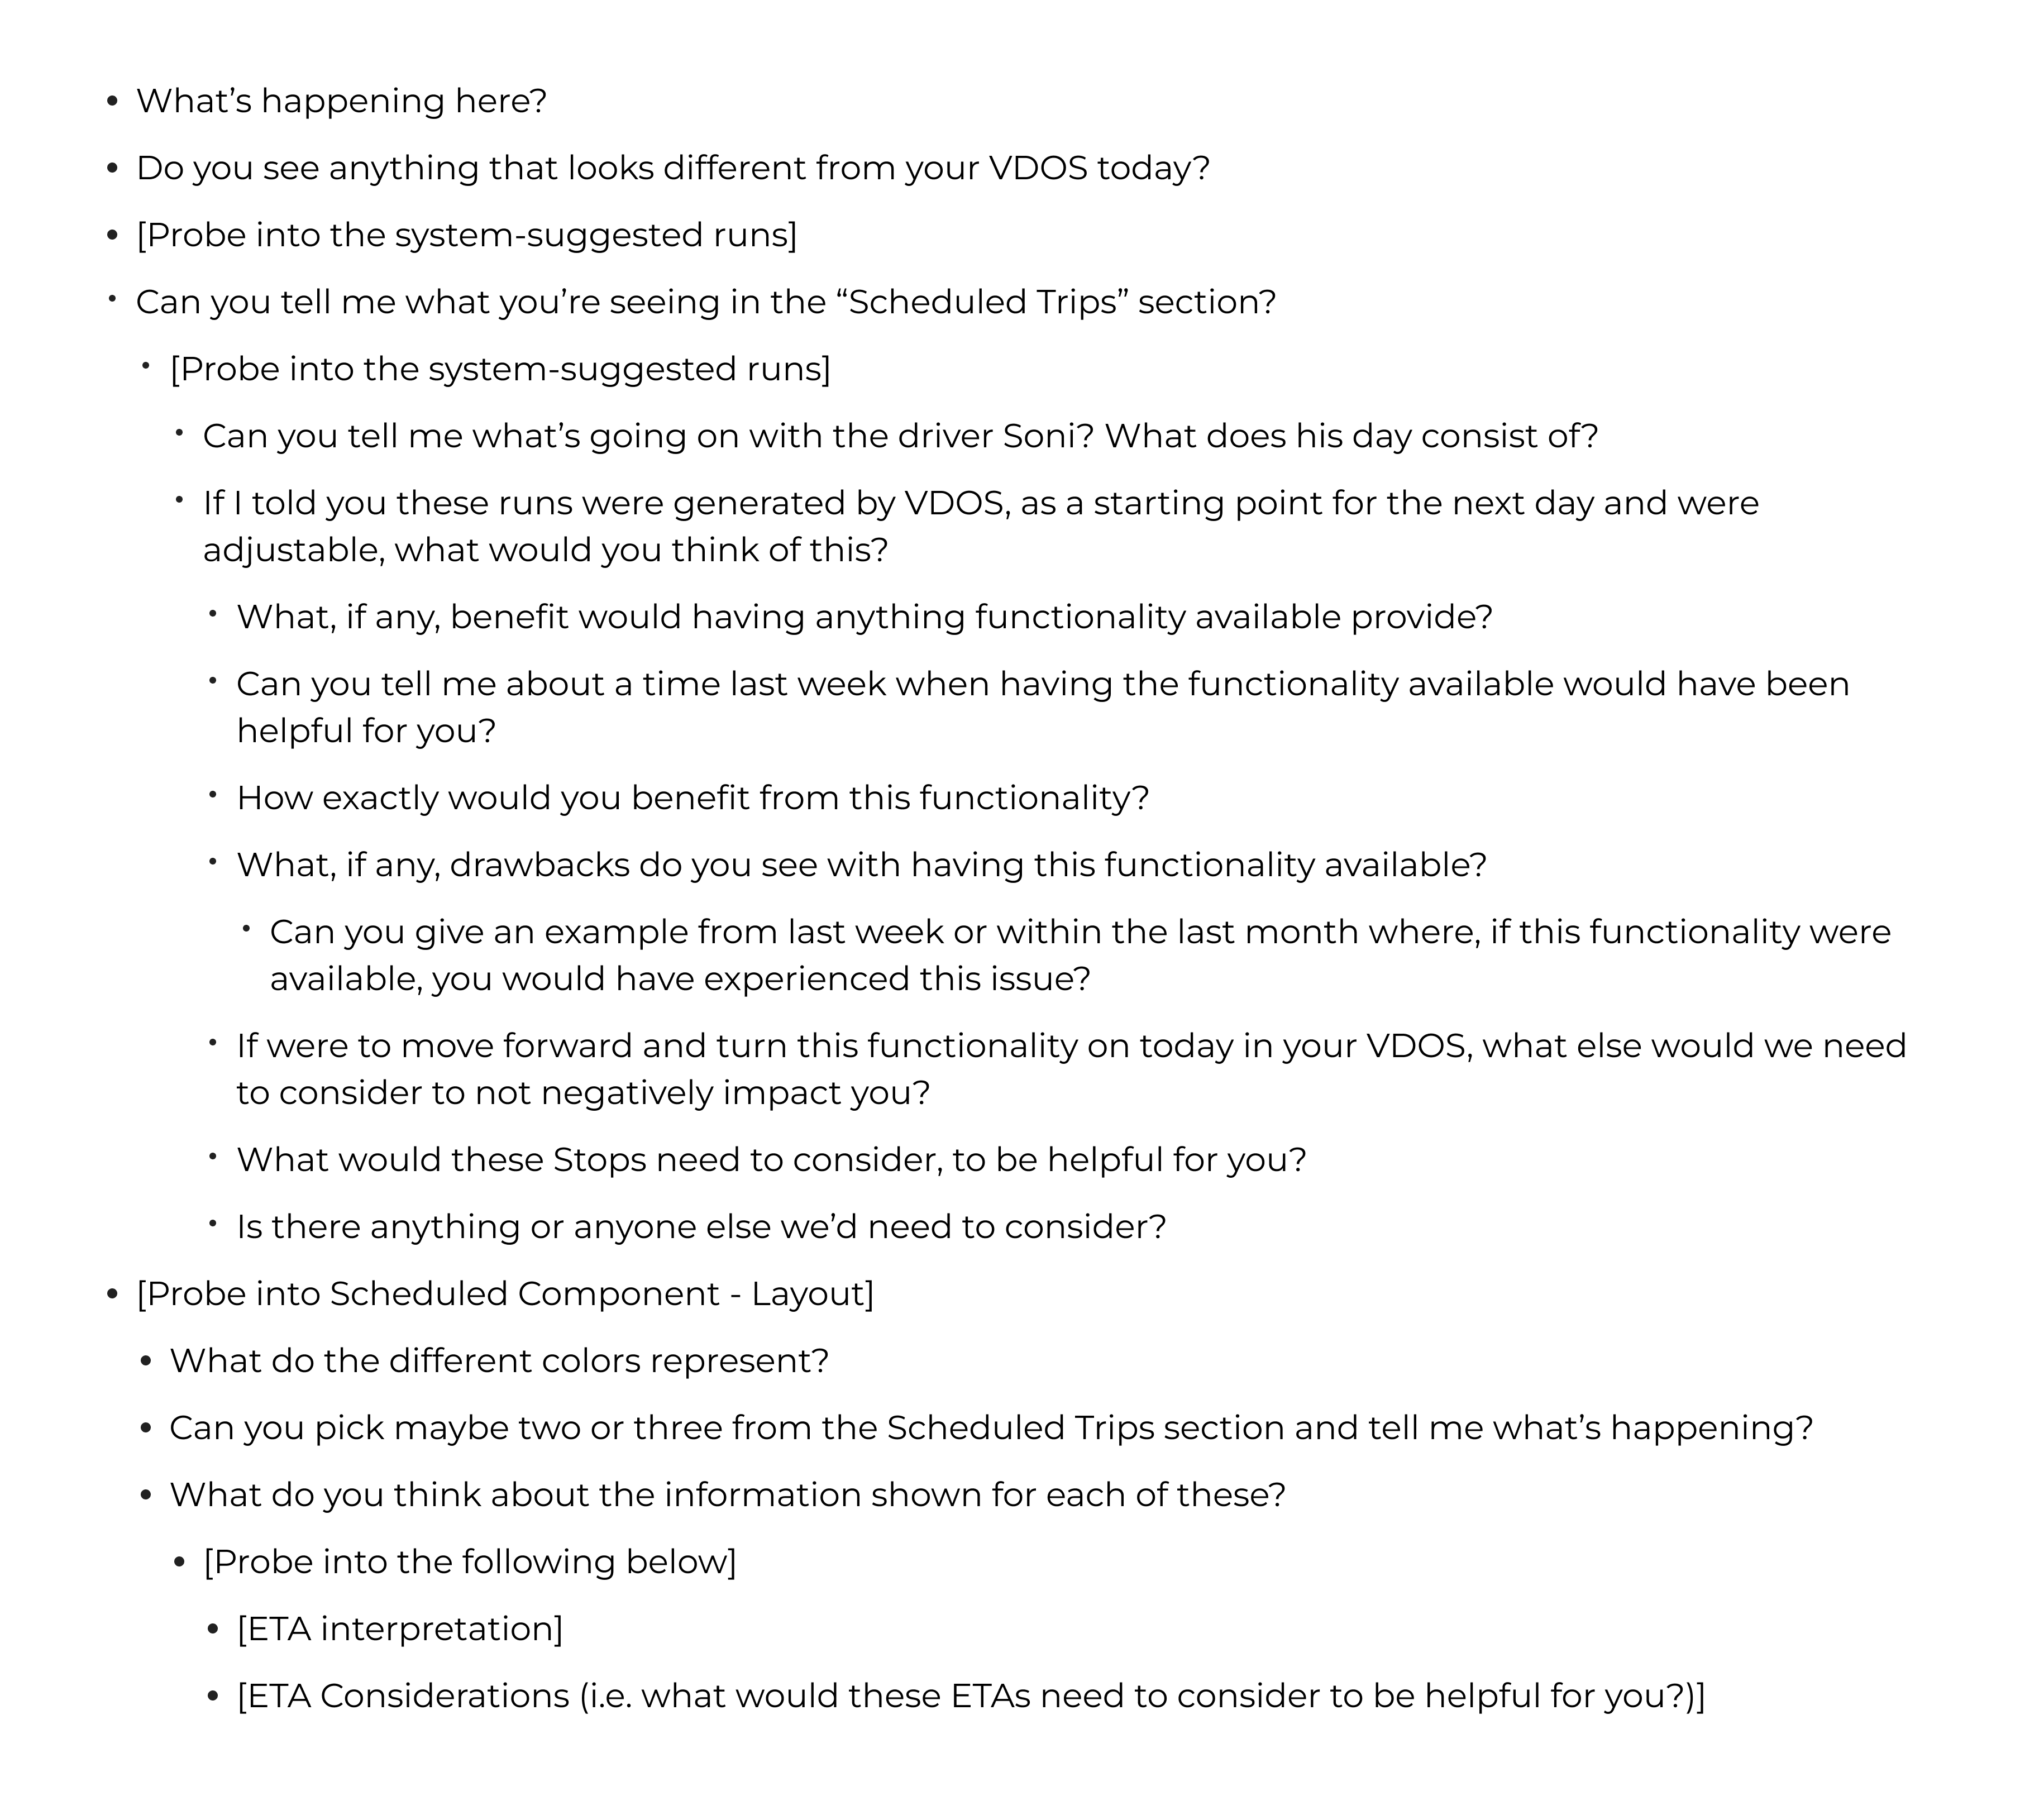 • What’s happening here?
• Do you see anything that looks different from your VDOS today?
• [Probe into the system-suggested runs]
• Can you tell me what you’re seeing in the “Scheduled Trips” section?
• [Probe into the system-suggested runs]
• Can you tell me what’s going on with the driver Soni? What does his day consist of?
• If I told you these runs were generated by VDOS, as a starting point for the next day and were
adjustable, what would you think of this?
• What, if any, benefit would having anything functionality available provide?
• Can you tell me about a time last week when having the functionality available would have been
helpful for you?
• How exactly would you benefit from this functionality?
• What, if any, drawbacks do you see with having this functionality available?
• Can you give an example from last week or within the last month where, if this functionality were
available, you would have experienced this issue?
• If were to move forward and turn this functionality on today in your VDOS, what else would we need
to consider to not negatively impact you?
• What would these Stops need to consider, to be helpful for you?
• Is there anything or anyone else we’d need to consider?
• [Probe into Scheduled Component - Layout]
• What do the different colors represent?
• Can you pick maybe two or three from the Scheduled Trips section and tell me what’s happening?
• What do you think about the information shown for each of these?
• [Probe into the following below]
• [ETA interpretation]
• [ETA Considerations (i.e. what would these ETAs need to consider to be helpful for you?)]